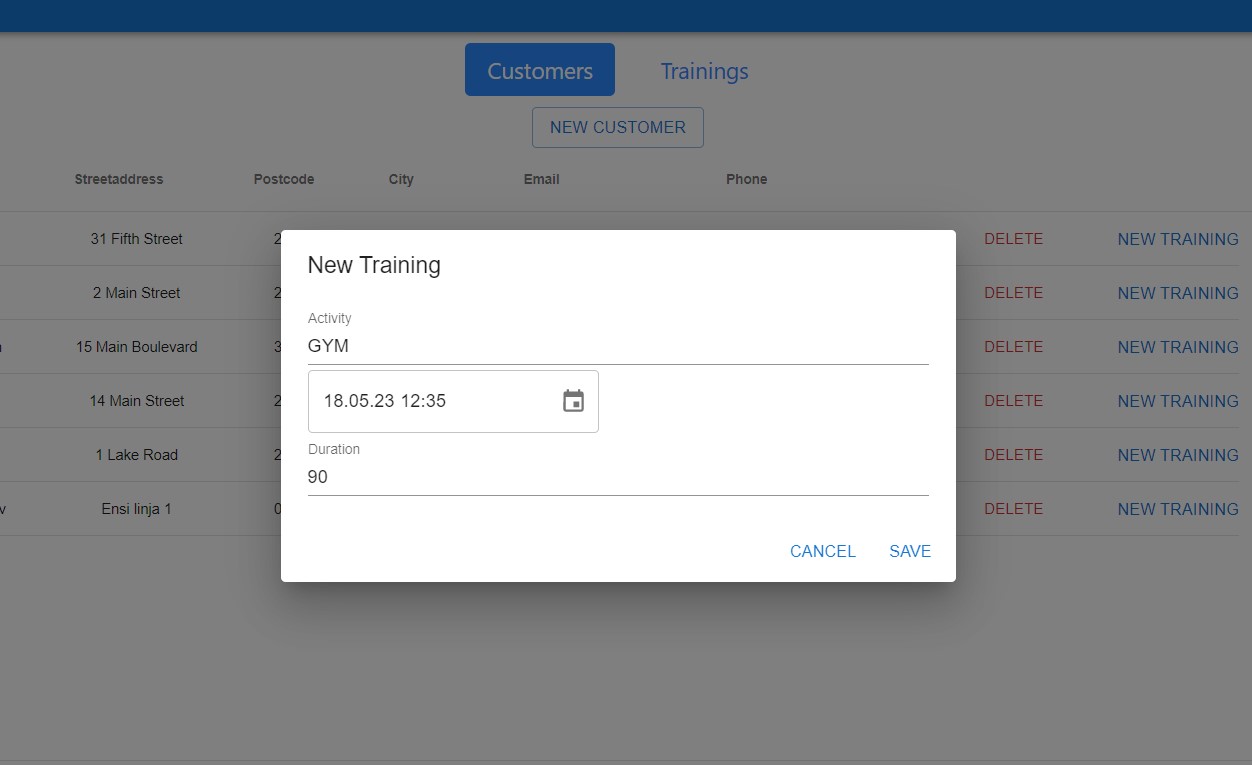 Customers Trainings
NEW CUSTOMER
Streetaddress Postcode City Email Phone
31 Fifth Street 2 DELETE NEW TRAINING
2 Main Street 2 DELETE NEW TRAINING
15 Main Boulevard 3 DELETE NEW TRAINING
14 Main Street 2 DELETE NEW TRAINING
1 Lake Road 2 DELETE NEW TRAINING
v Ensi linja 1 0 DELETE NEW TRAINING
New Training
Activity
GYM
18.05.23 12:35
Duration
90
CANCEL SAVE